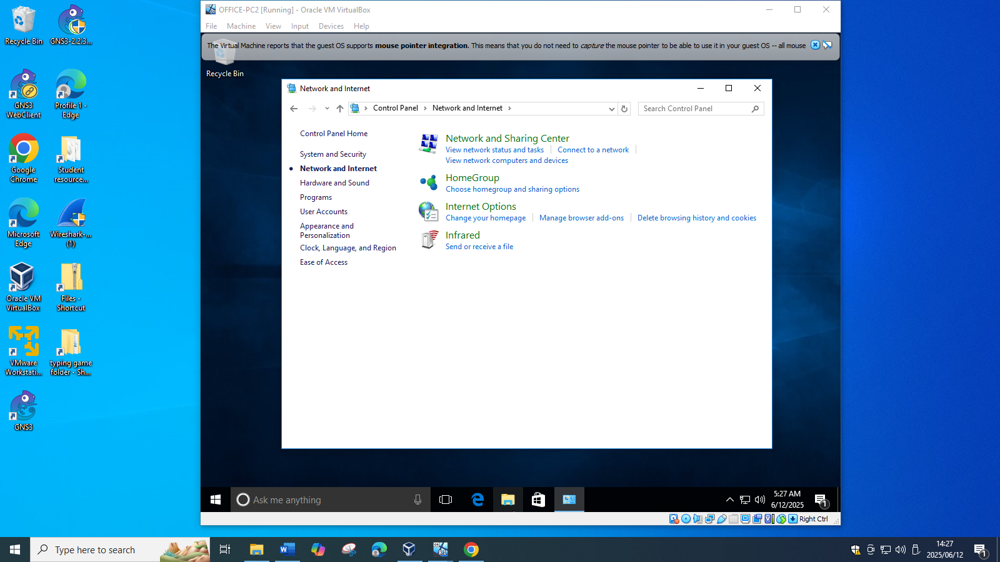 Recycle Bin
GNS3-2.2.3...
GNS3
WebClient
Profile 1 -
Edge
Google
Chrome
Student
resource...
Microsoft
Edge
Wireshark-...
(1)
Oracle VM
VirtualBox
Files -
Shortcut
VMware
Workstati...
typing game
folder - Sh...
GNS3
OFFICE-PC2 [Running] - Oracle VM VirtualBox
File Machine View Input Devices Help
The Virtual Machine reports that the guest OS supports mouse pointer integration. This means that you do not need to capture the mouse pointer to be able to use it in your guest OS -- all mouse
Recycle Bin
Network and Internet
Control Panel Network and Internet
Search Control Panel
Control Panel Home
System and Security
Network and Internet
Hardware and Sound
Programs
User Accounts
Appearance and
Personalization
Clock, Language, and Region
Ease of Access
Network and Sharing Center
View network status and tasks Connect to a network
View network computers and devices
HomeGroup
Choose homegroup and sharing options
Internet Options
Change your homepage Manage browser add-ons Delete browsing history and cookies
Infrared
Send or receive a file
Ask me anything
5:27 AM
6/12/2025
1
Right Ctrl
Type here to search
14:27
2025/06/12
1